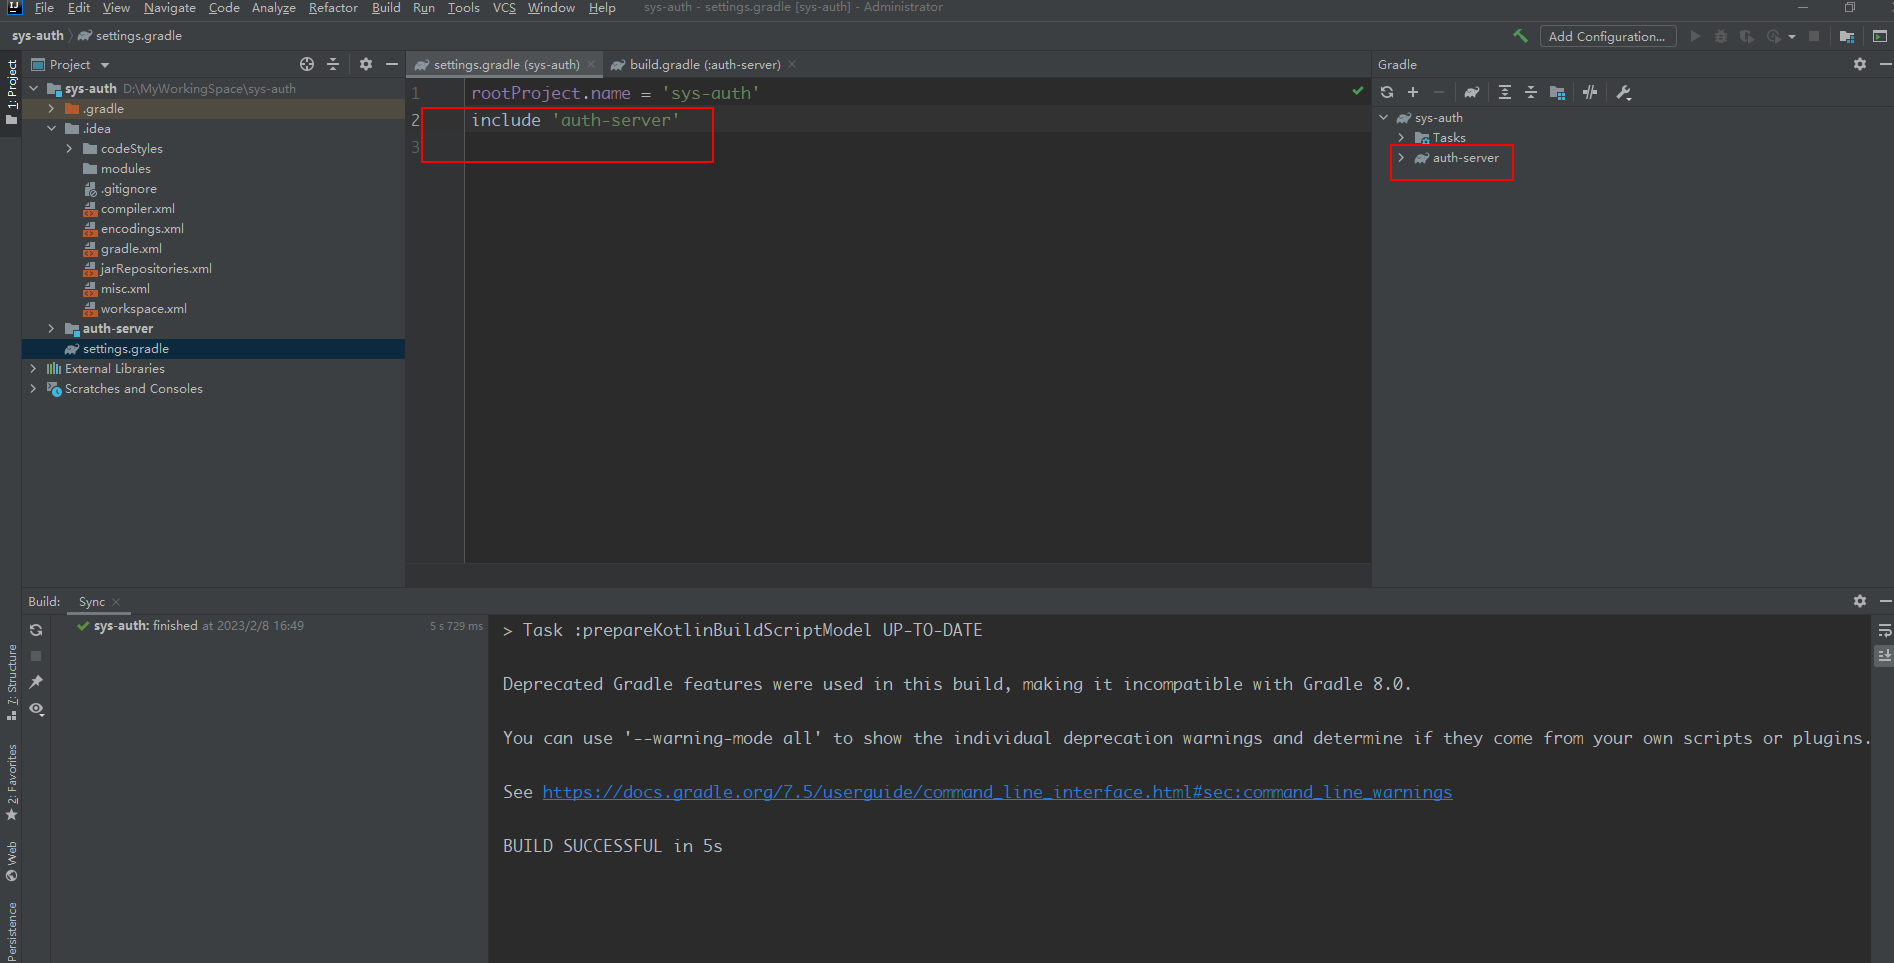 File Edit View Navigate Code Analyze Refactor Build Run Tools VCS Window Help sys-auth - settings.gradle [sys-auth] - Administrator
sys-auth settings.gradle
Add Configuration...
1: Project
Project
settings.gradle (sys-auth)
build.gradle (:auth-server)
Gradle
sys-auth D:\MyWorkingSpace\sys-auth
.gradle
.idea
codeStyles
modules
.gitignore
compiler.xml
encodings.xml
gradle.xml
jarRepositories.xml
misc.xml
workspace.xml
auth-server
settings.gradle
External Libraries
Scratches and Consoles
1 rootProject.name = 'sys-auth'
2 include 'auth-server'
3
sys-auth
Tasks
auth-server
Build: Sync
sys-auth: finished at 2023/2/8 16:49 5 s 729 ms
> Task :prepareKotlinBuildScriptModel UP-TO-DATE
Deprecated Gradle features were used in this build, making it incompatible with Gradle 8.0.
You can use '--warning-mode all' to show the individual deprecation warnings and determine if they come from your own scripts or plugins.
See https://docs.gradle.org/7.5/userguide/command_line_interface.html#sec:command_line_warnings
BUILD SUCCESSFUL in 5s
7: Structure
2: Favorites
Web
Persistence